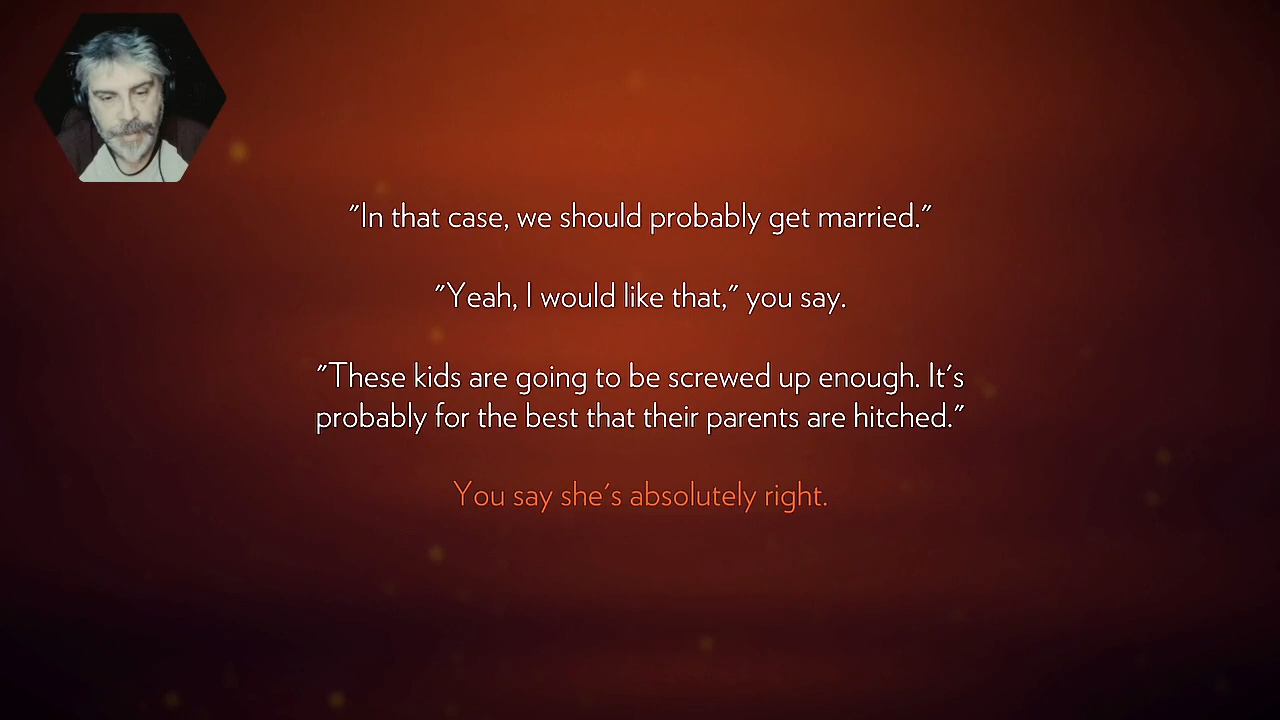 "In that case, we should probably get married."
"Yeah, I would like that," you say.
"These kids are going to be screwed up enough. It's
probably for the best that their parents are hitched."
You say she's absolutely right.